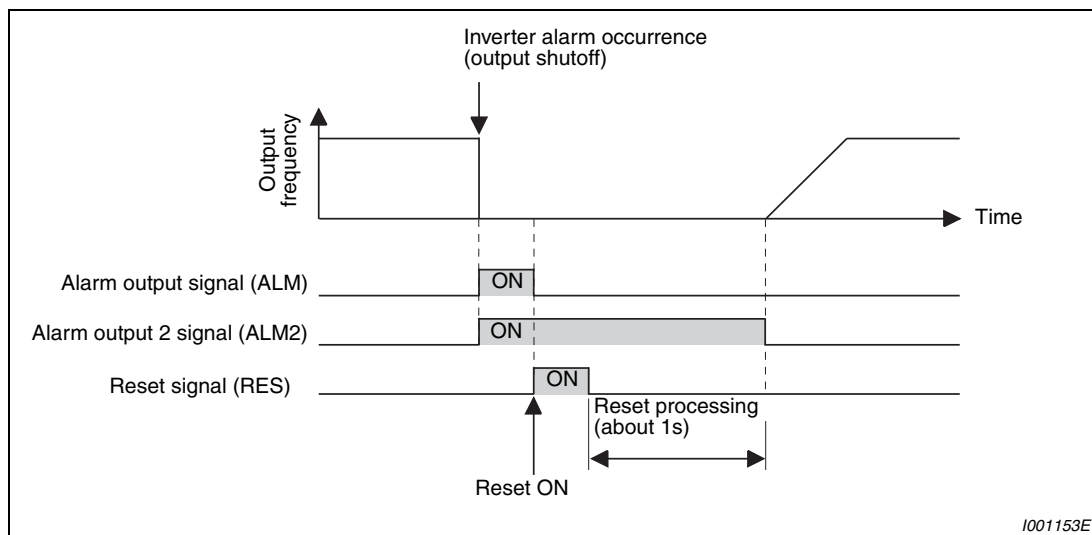 Inverter alarm occurrence
(output shutoff)
Output
frequency
Time
Alarm output signal (ALM)
ON
Alarm output 2 signal (ALM2)
ON
Reset signal (RES)
ON
Reset processing
(about 1s)
Reset ON
I001153E